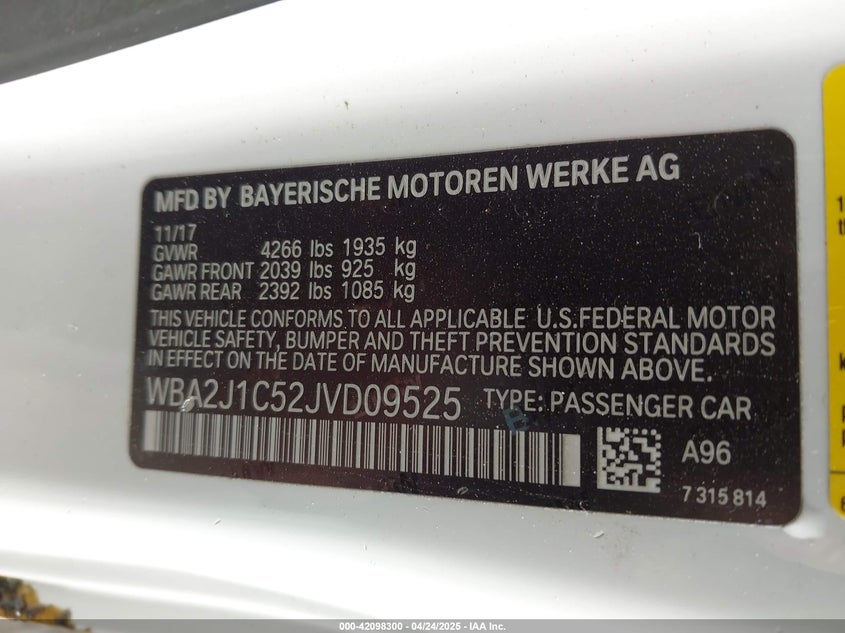 MFD BY BAYERISCHE MOTOREN WERKE AG
11/17
GVWR 4266 lbs 1935 kg
GAWR FRONT 2039 lbs 925 kg
GAWR REAR 2392 lbs 1085 kg
THIS VEHICLE CONFORMS TO ALL APPLICABLE U.S.FEDERAL MOTOR
VEHICLE SAFETY, BUMPER AND THEFT PREVENTION STANDARDS
IN EFFECT ON THE DATE OF MANUFACTURE SHOWN ABOVE.
WBA2J1C52JVD09525 TYPE: PASSENGER CAR
A96
7 315 814
000-42098300 - 04/24/2025 - IAA Inc.